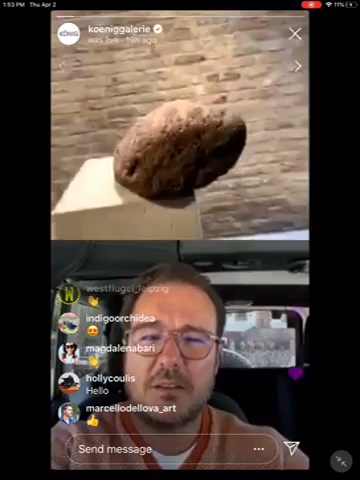 1:53 PM Thu Apr 2
11%
KÖNIG
koeniggalerie
was live · 19h ago
westflugel_leipzig
W
indigoorchidea
magdalenabari
hollycoulis
Hello
marcellodellova_art
Send message